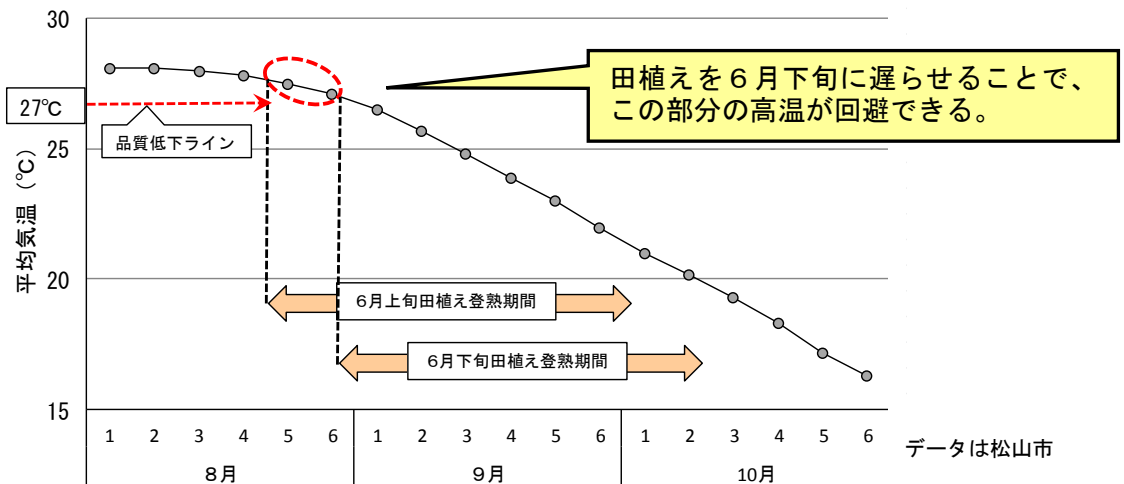 30
田植えを６月下旬に遅らせることで、
この部分の高温が回避できる。
27℃
品質低下ライン
25
平均気温（℃）
20
６月上旬田植え登熟期間
６月下旬田植え登熟期間
15
1 2 3 4 5 6 1 2 3 4 5 6 1 2 3 4 5 6
データは松山市
８月 ９月 10月